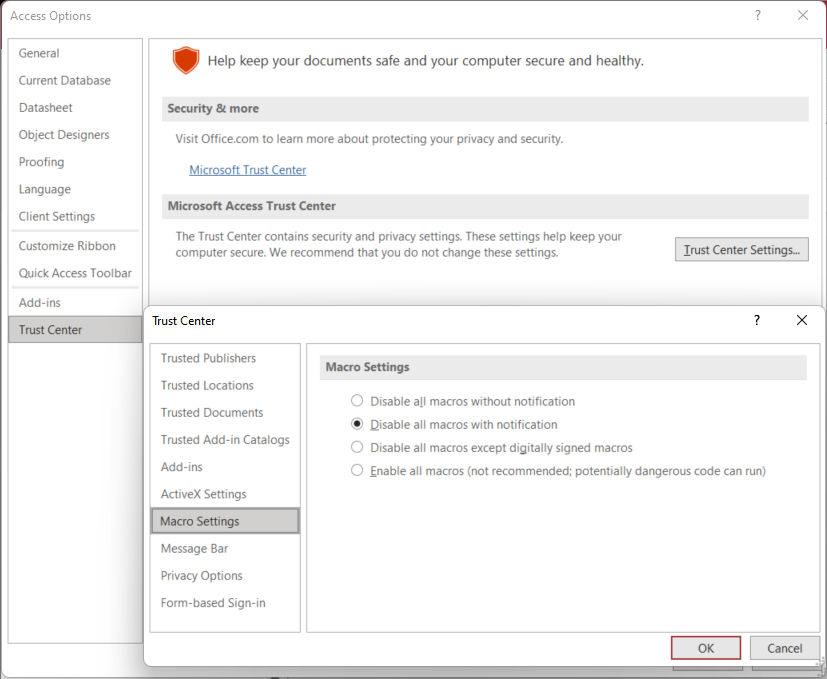 Access Options
?
General
Current Database
Datasheet
Object Designers
Proofing
Language
Client Settings
Customize Ribbon
Quick Access Toolbar
Add-ins
Trust Center
Help keep your documents safe and your computer secure and healthy.
Security & more
Visit Office.com to learn more about protecting your privacy and security.
Microsoft Trust Center
Microsoft Access Trust Center
The Trust Center contains security and privacy settings. These settings help keep your
computer secure. We recommend that you do not change these settings.
Trust Center Settings...
Trust Center
?
Trusted Publishers
Trusted Locations
Trusted Documents
Trusted Add-in Catalogs
Add-ins
ActiveX Settings
Macro Settings
Message Bar
Privacy Options
Form-based Sign-in
Macro Settings
Disable all macros without notification
Disable all macros with notification
Disable all macros except digitally signed macros
Enable all macros (not recommended; potentially dangerous code can run)
OK
Cancel